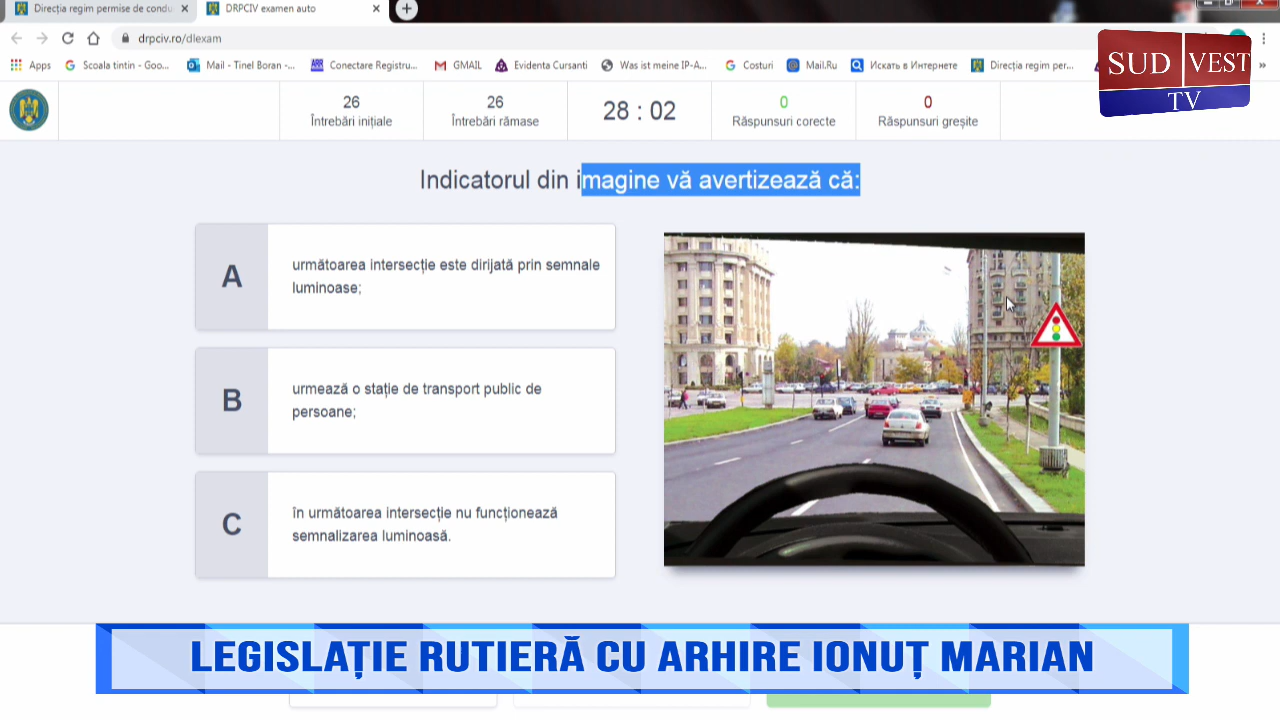 Direcția regim permise de condu
DRPCIV examen auto
drpciv.ro/dlexam
Apps
Scoala tintin - Goo...
Mail - Tinel Boran -...
Conectare Registru...
GMAIL
Evidenta Cursanti
Was ist meine IP-A...
Costuri
Mail.Ru
Искать в Интернете
Direcția regim per...
SUD VEST
TV
26
Întrebări inițiale
26
Întrebări rămase
28 : 02
0
Răspunsuri corecte
0
Răspunsuri greșite
Indicatorul din imagine vă avertizează că:
A
următoarea intersecție este dirijată prin semnale
luminoase;
B
urmează o stație de transport public de
persoane;
C
în următoarea intersecție nu funcționează
semnalizarea luminoasă.
LEGISLAȚIE RUTIERĂ CU ARHIRE IONUȚ MARIAN